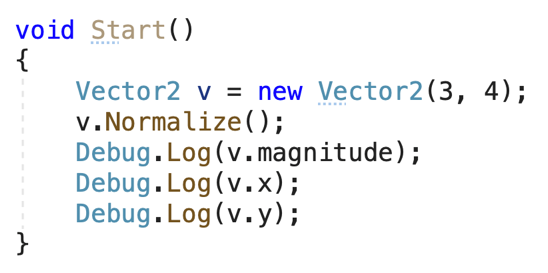 void Start()
{
Vector2 v = new Vector2(3, 4);
v.Normalize();
Debug.Log(v.magnitude);
Debug.Log(v.x);
Debug.Log(v.y);
}